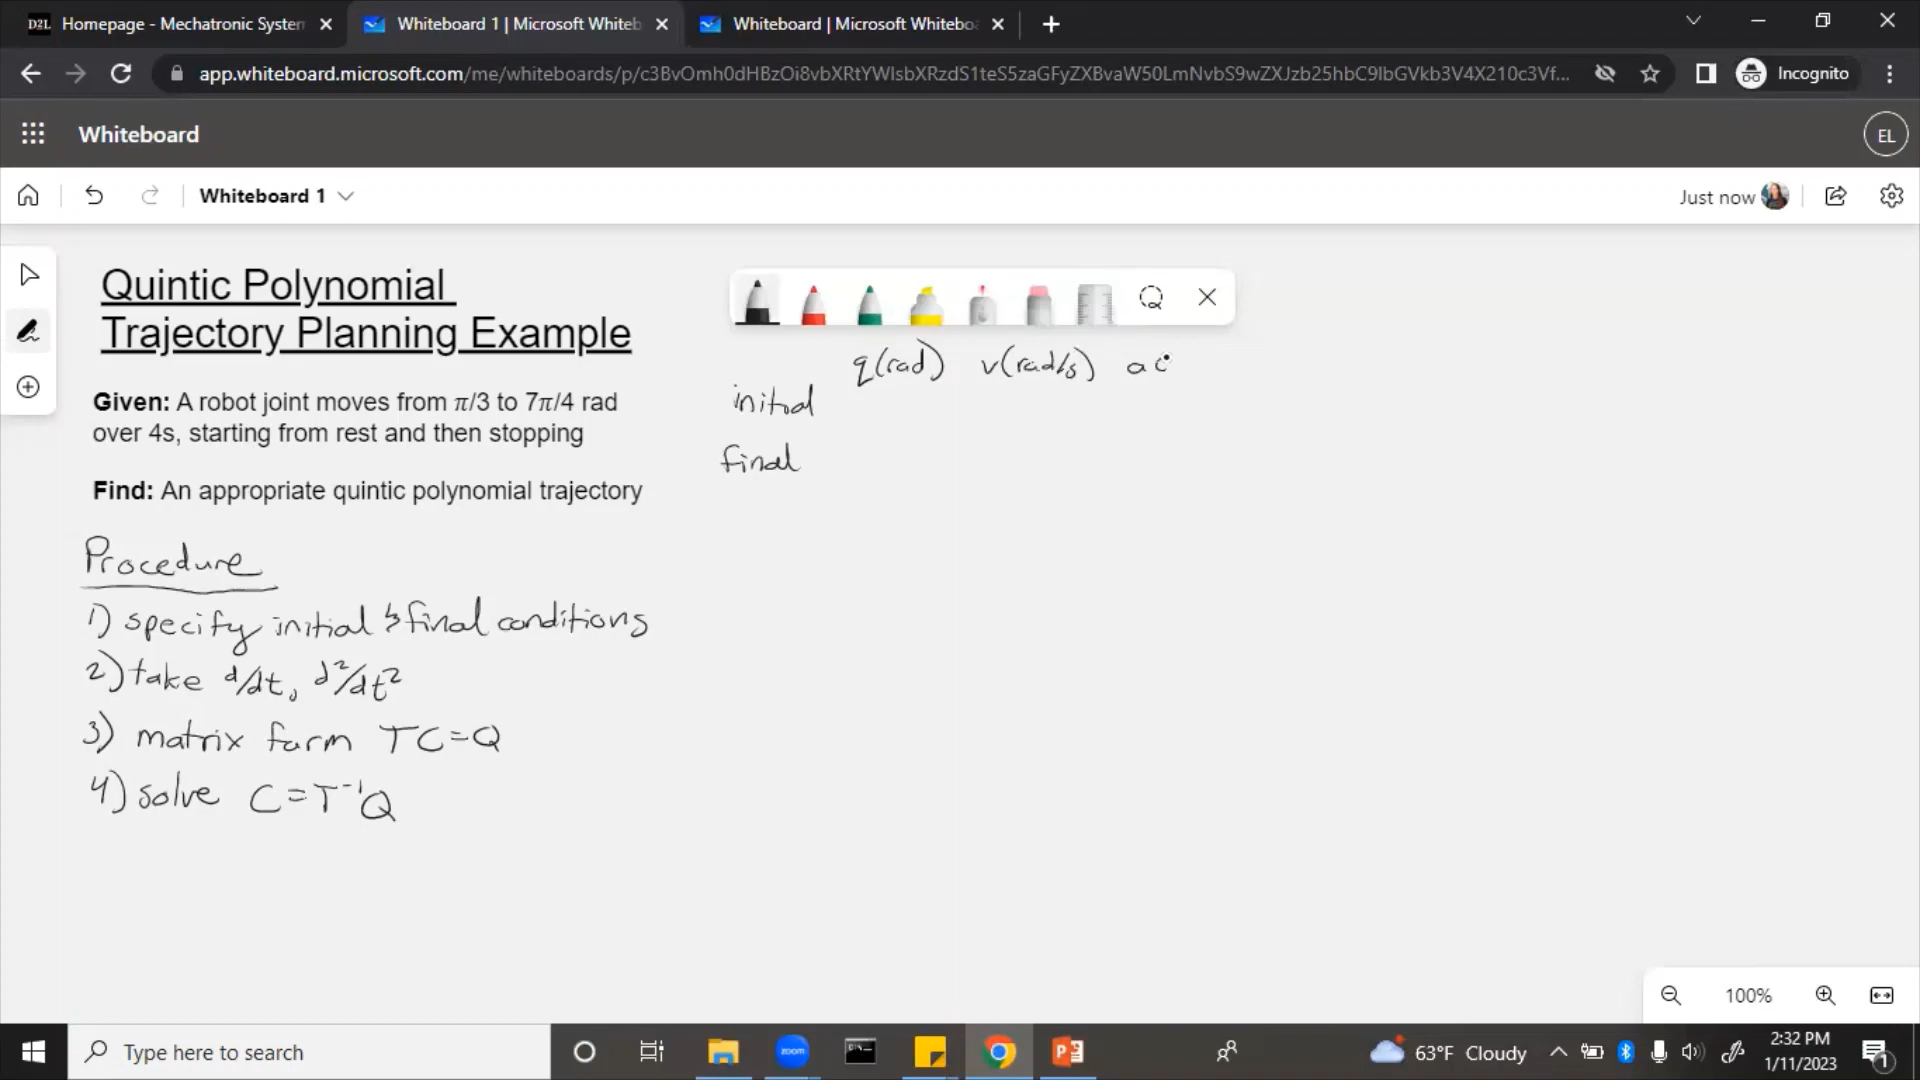 Homepage - Mechatronic System
Whiteboard 1 | Microsoft Whiteb
Whiteboard | Microsoft Whiteboa
app.whiteboard.microsoft.com/me/whiteboards/p/c3BvOmh0dHBzOi8vbXRtYWlsbXRzdS1teS5zaGFyZXBvaW50LmNvbS9wZXJzb25hbC9lbGVkb3V4X210c3Vf...
Incognito
Whiteboard
EL
Whiteboard 1
Just now
Quintic Polynomial
Trajectory Planning Example
Given: A robot joint moves from π/3 to 7π/4 rad
over 4s, starting from rest and then stopping
Find: An appropriate quintic polynomial trajectory
Procedure
1) specify initial & final conditions
2) take d/dt, d²/dt²
3) matrix form TC=Q
4) solve C=T⁻¹Q
q(rad) v(rad/s) a(
initial
final
100%
Type here to search
zoom
63°F Cloudy
2:32 PM
1/11/2023
1